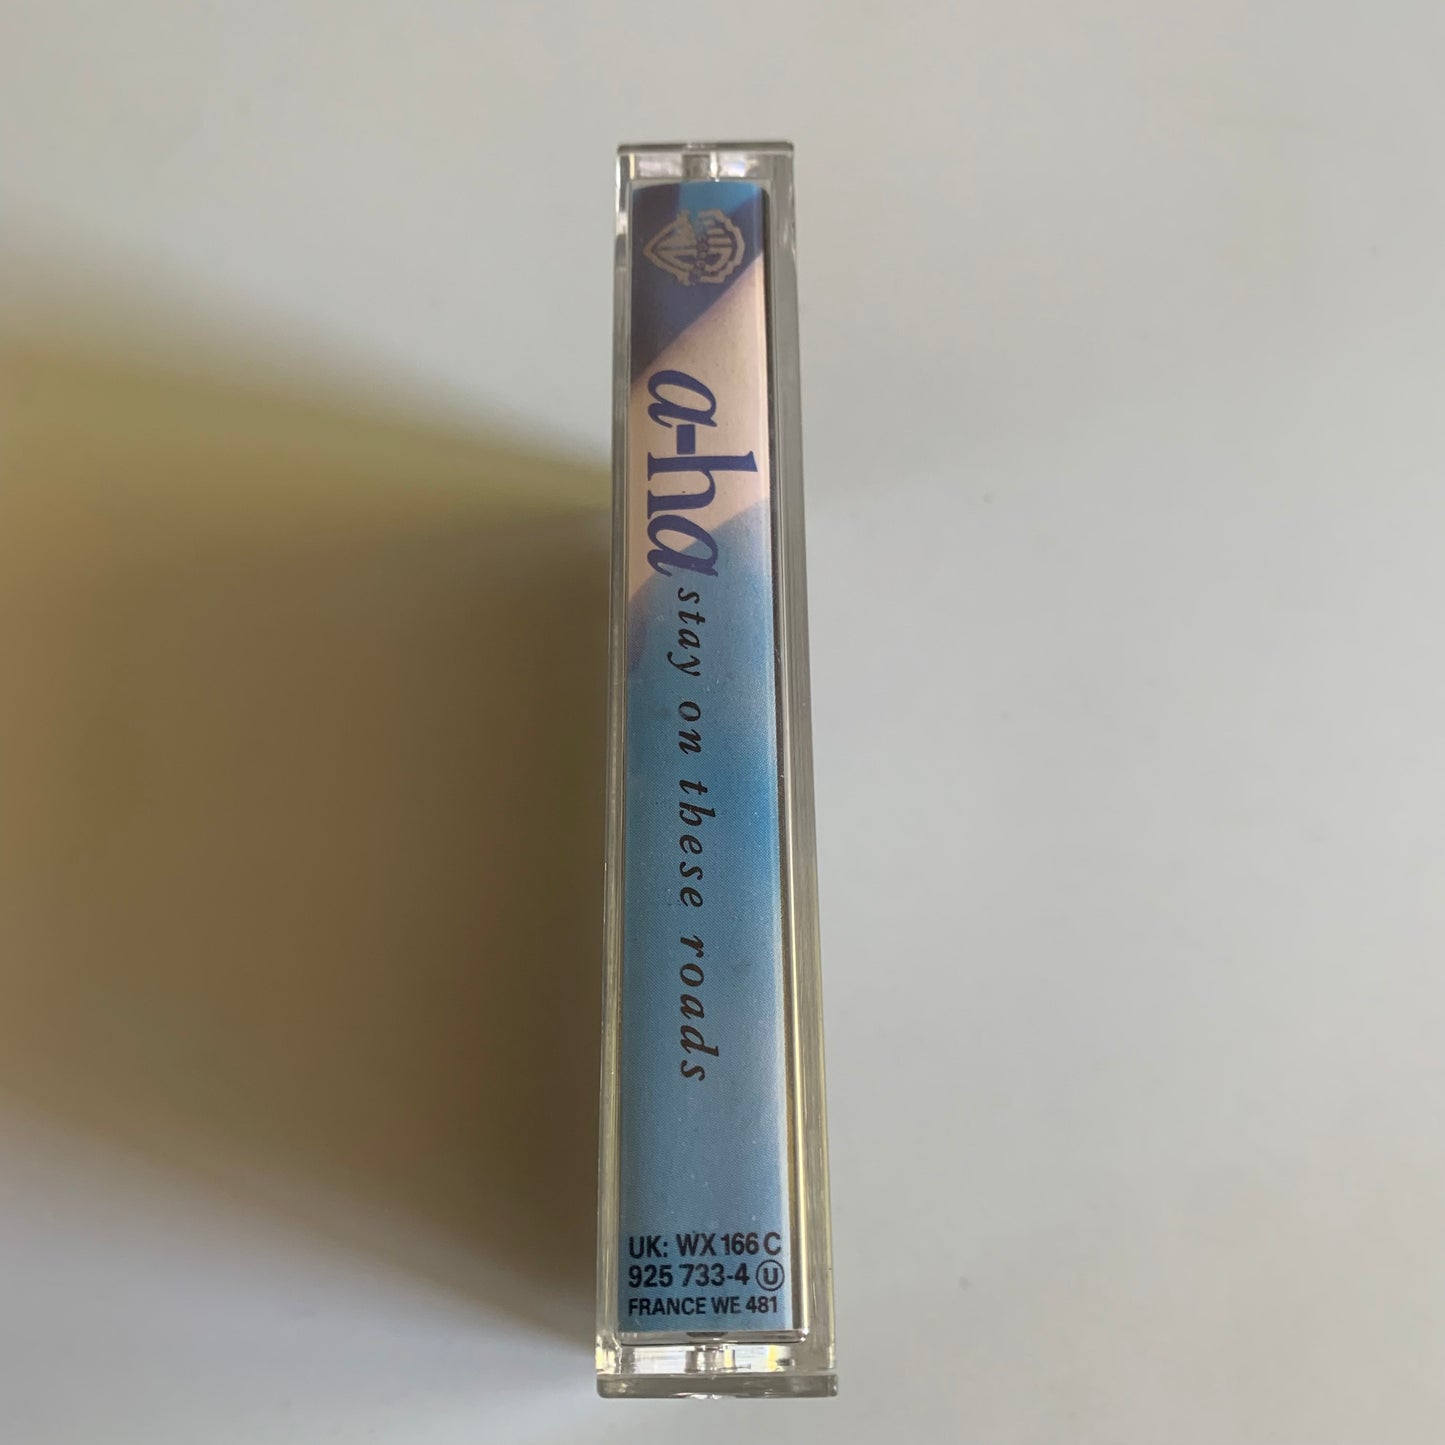 a-ha
stay on these roads
UK: WX 166 C
925 733-4 Ⓤ
FRANCE WE 481